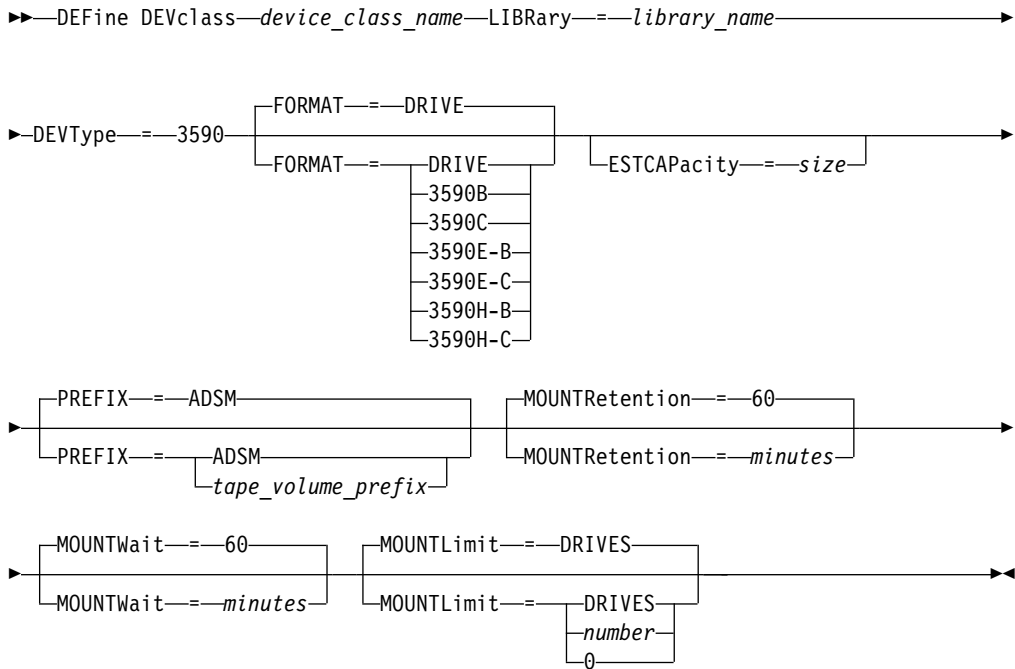 DEFine DEVclass device_class_name LIBRary = library_name
FORMAT = DRIVE
DEVType = 3590
FORMAT = DRIVE
ESTCAPacity = size
3590B
3590C
3590E-B
3590E-C
3590H-B
3590H-C
PREFIX = ADSM MOUNTRetention = 60
PREFIX = ADSM MOUNTRetention = minutes
tape_volume_prefix
MOUNTWait = 60 MOUNTLimit = DRIVES
MOUNTWait = minutes MOUNTLimit = DRIVES
number
0